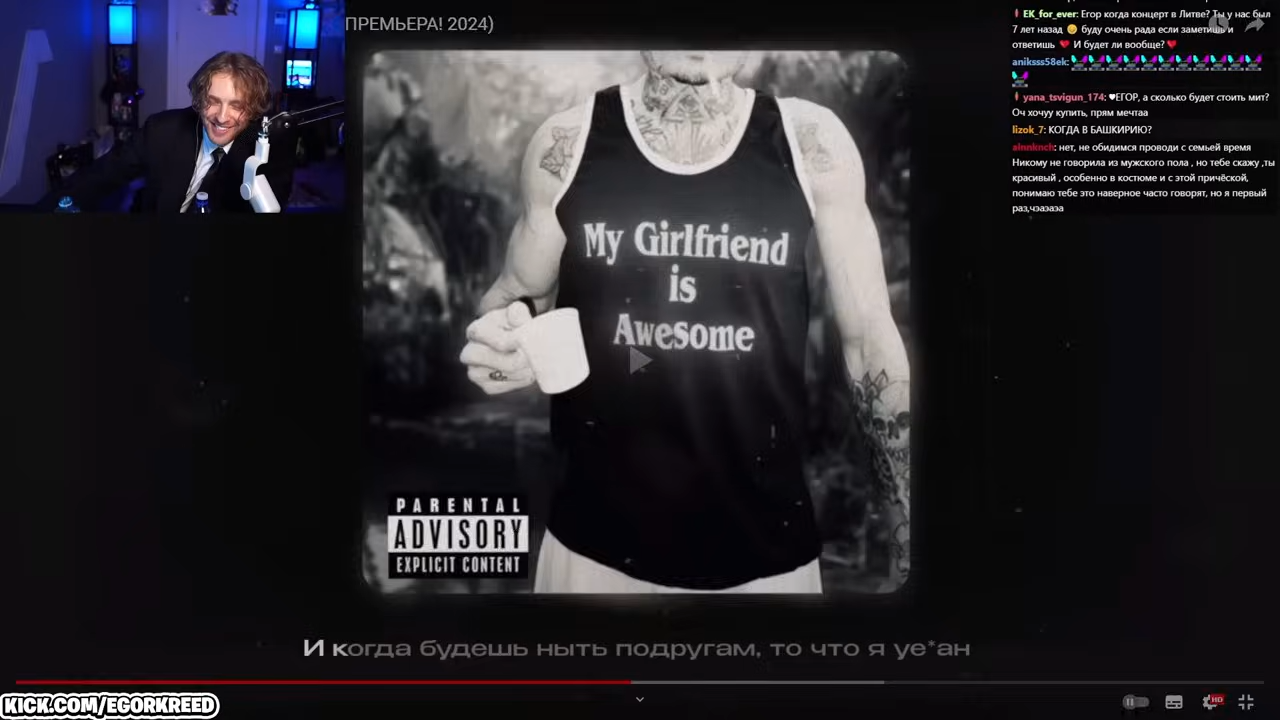 ПРЕМЬЕРА! 2024)
EK_for_ever: Егор когда концерт в Литве? Ты у нас был
7 лет назад 😔 буду очень рада если заметишь и
ответишь ❤ И будет ли вообще?❤
aniksss58ek:
yana_tsvigun_174: ♥ЕГОР, а сколько будет стоить мит?
Оч хочуу купить, прям мечтаа
lizok_7: КОГДА В БАШКИРИЮ?
ainnknch: нет, не обидимся проводи с семьей время
Никому не говорила из мужского пола , но тебе скажу ,ты
красивый , особенно в костюме и с этой причёской,
понимаю тебе это наверное часто говорят, но я первый
раз,чэаэаэа
My Girlfriend
is
Awesome
PARENTAL
ADVISORY
EXPLICIT CONTENT
И когда будешь ныть подругам, то что я уе*ан
HD
KICK.COM/EGORKREED